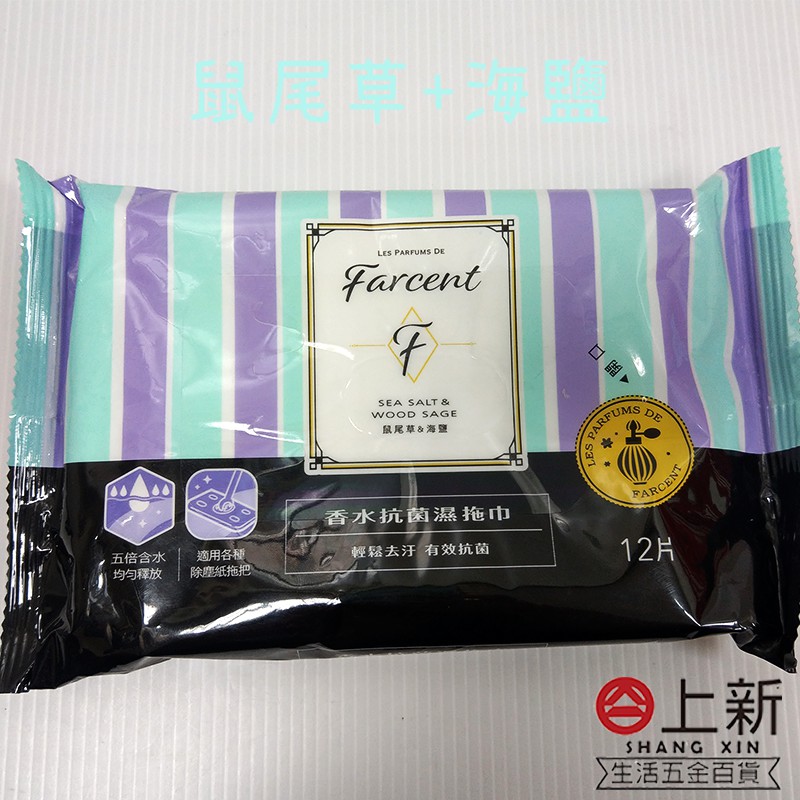 鼠尾草+海鹽
LES PARFUMS DE
Farcent
F
SEA SALT &
WOOD SAGE
鼠尾草&海鹽
LES PARFUMS DE
FARCENT
香水抗菌濕拖巾
輕鬆去汙 有效抗菌
五倍含水
均勻釋放
適用各種
除塵紙拖把
12片
上新
SHANG XIN
生活五金百貨